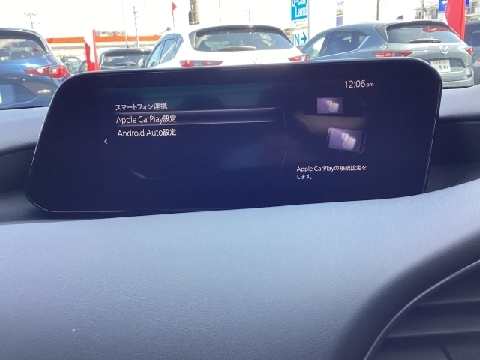 Land
N→
12:06 pm
スマートフォン連携
Apple CarPlay設定
Android Auto設定
Apple CarPlayの接続設定を
します。